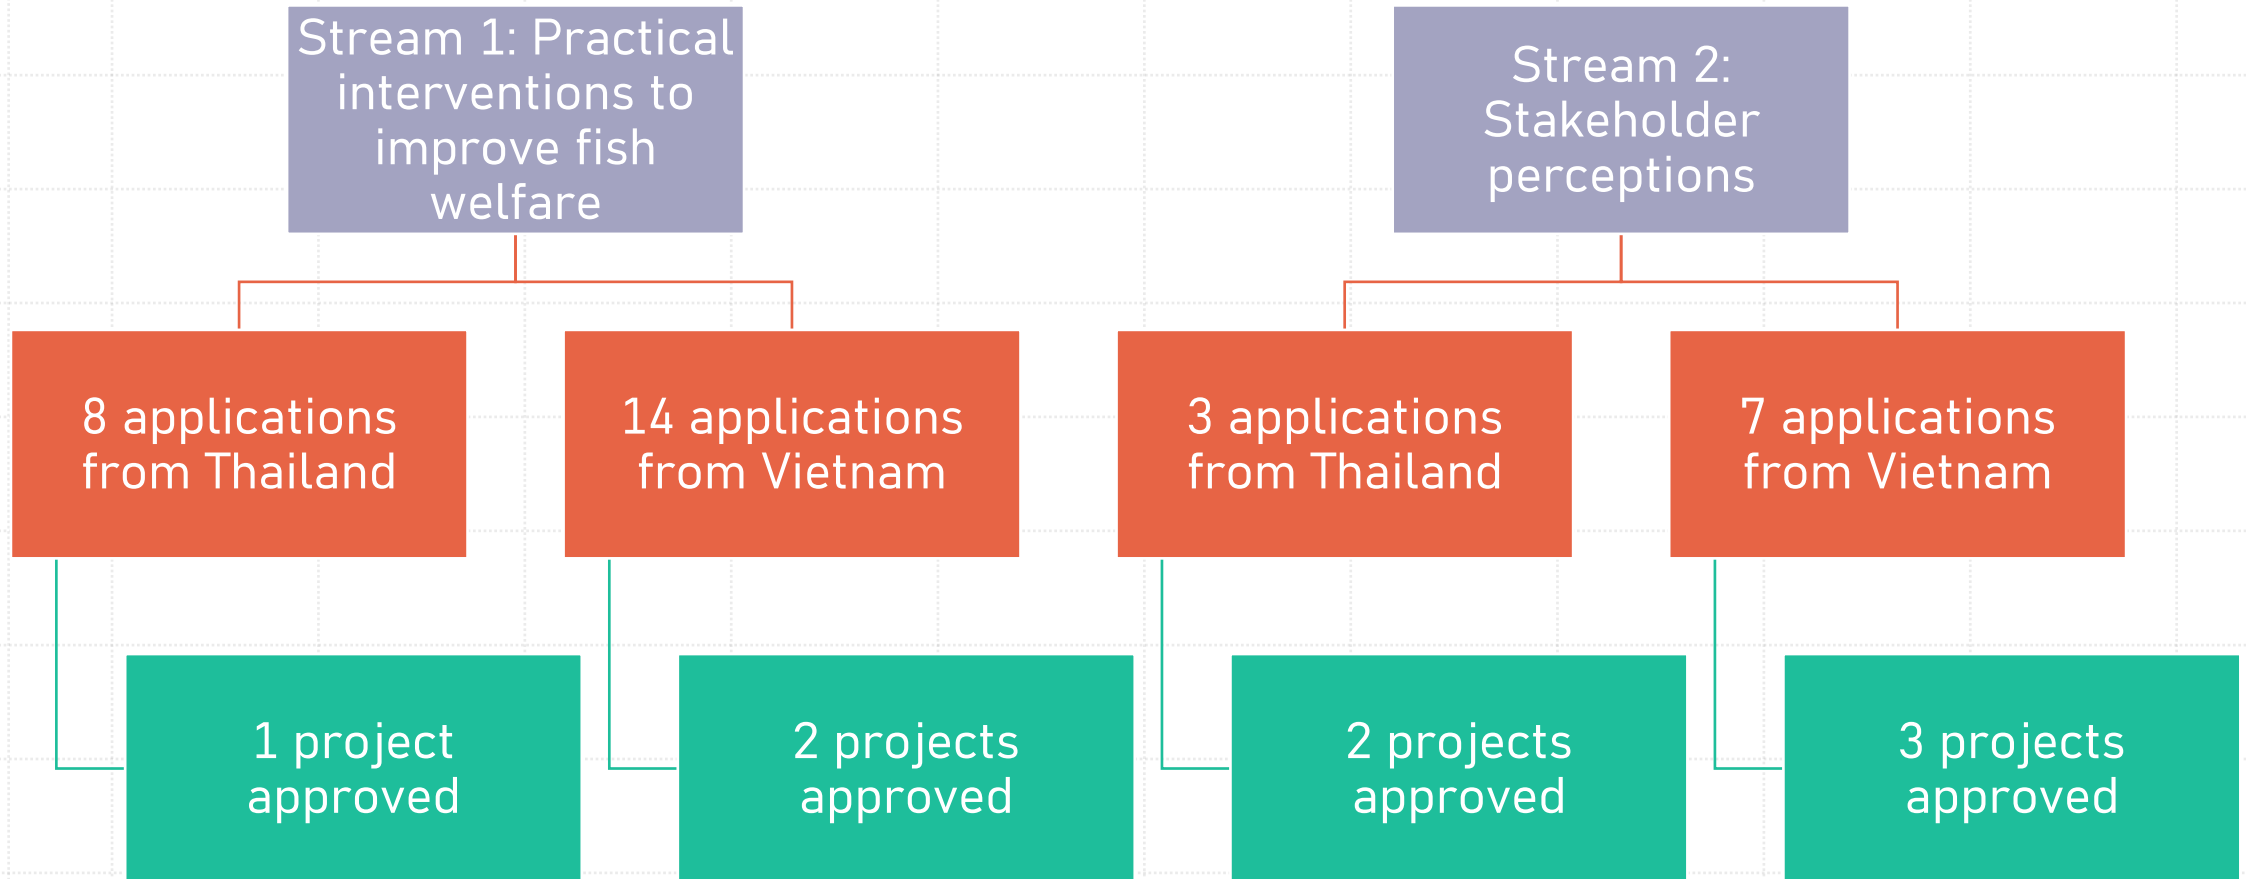 Stream 1: Practical
interventions to
improve fish
welfare
Stream 2:
Stakeholder
perceptions
8 applications
from Thailand
14 applications
from Vietnam
3 applications
from Thailand
7 applications
from Vietnam
1 project
approved
2 projects
approved
2 projects
approved
3 projects
approved